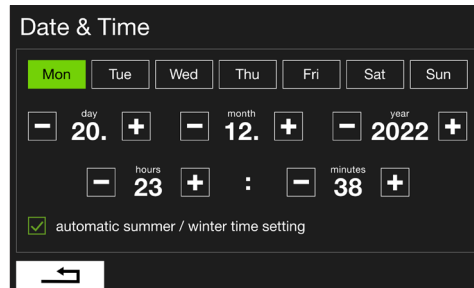 Date & Time
Mon Tue Wed Thu Fri Sat Sun
day month year
20. 12. 2022
hours minutes
23 : 38
automatic summer / winter time setting